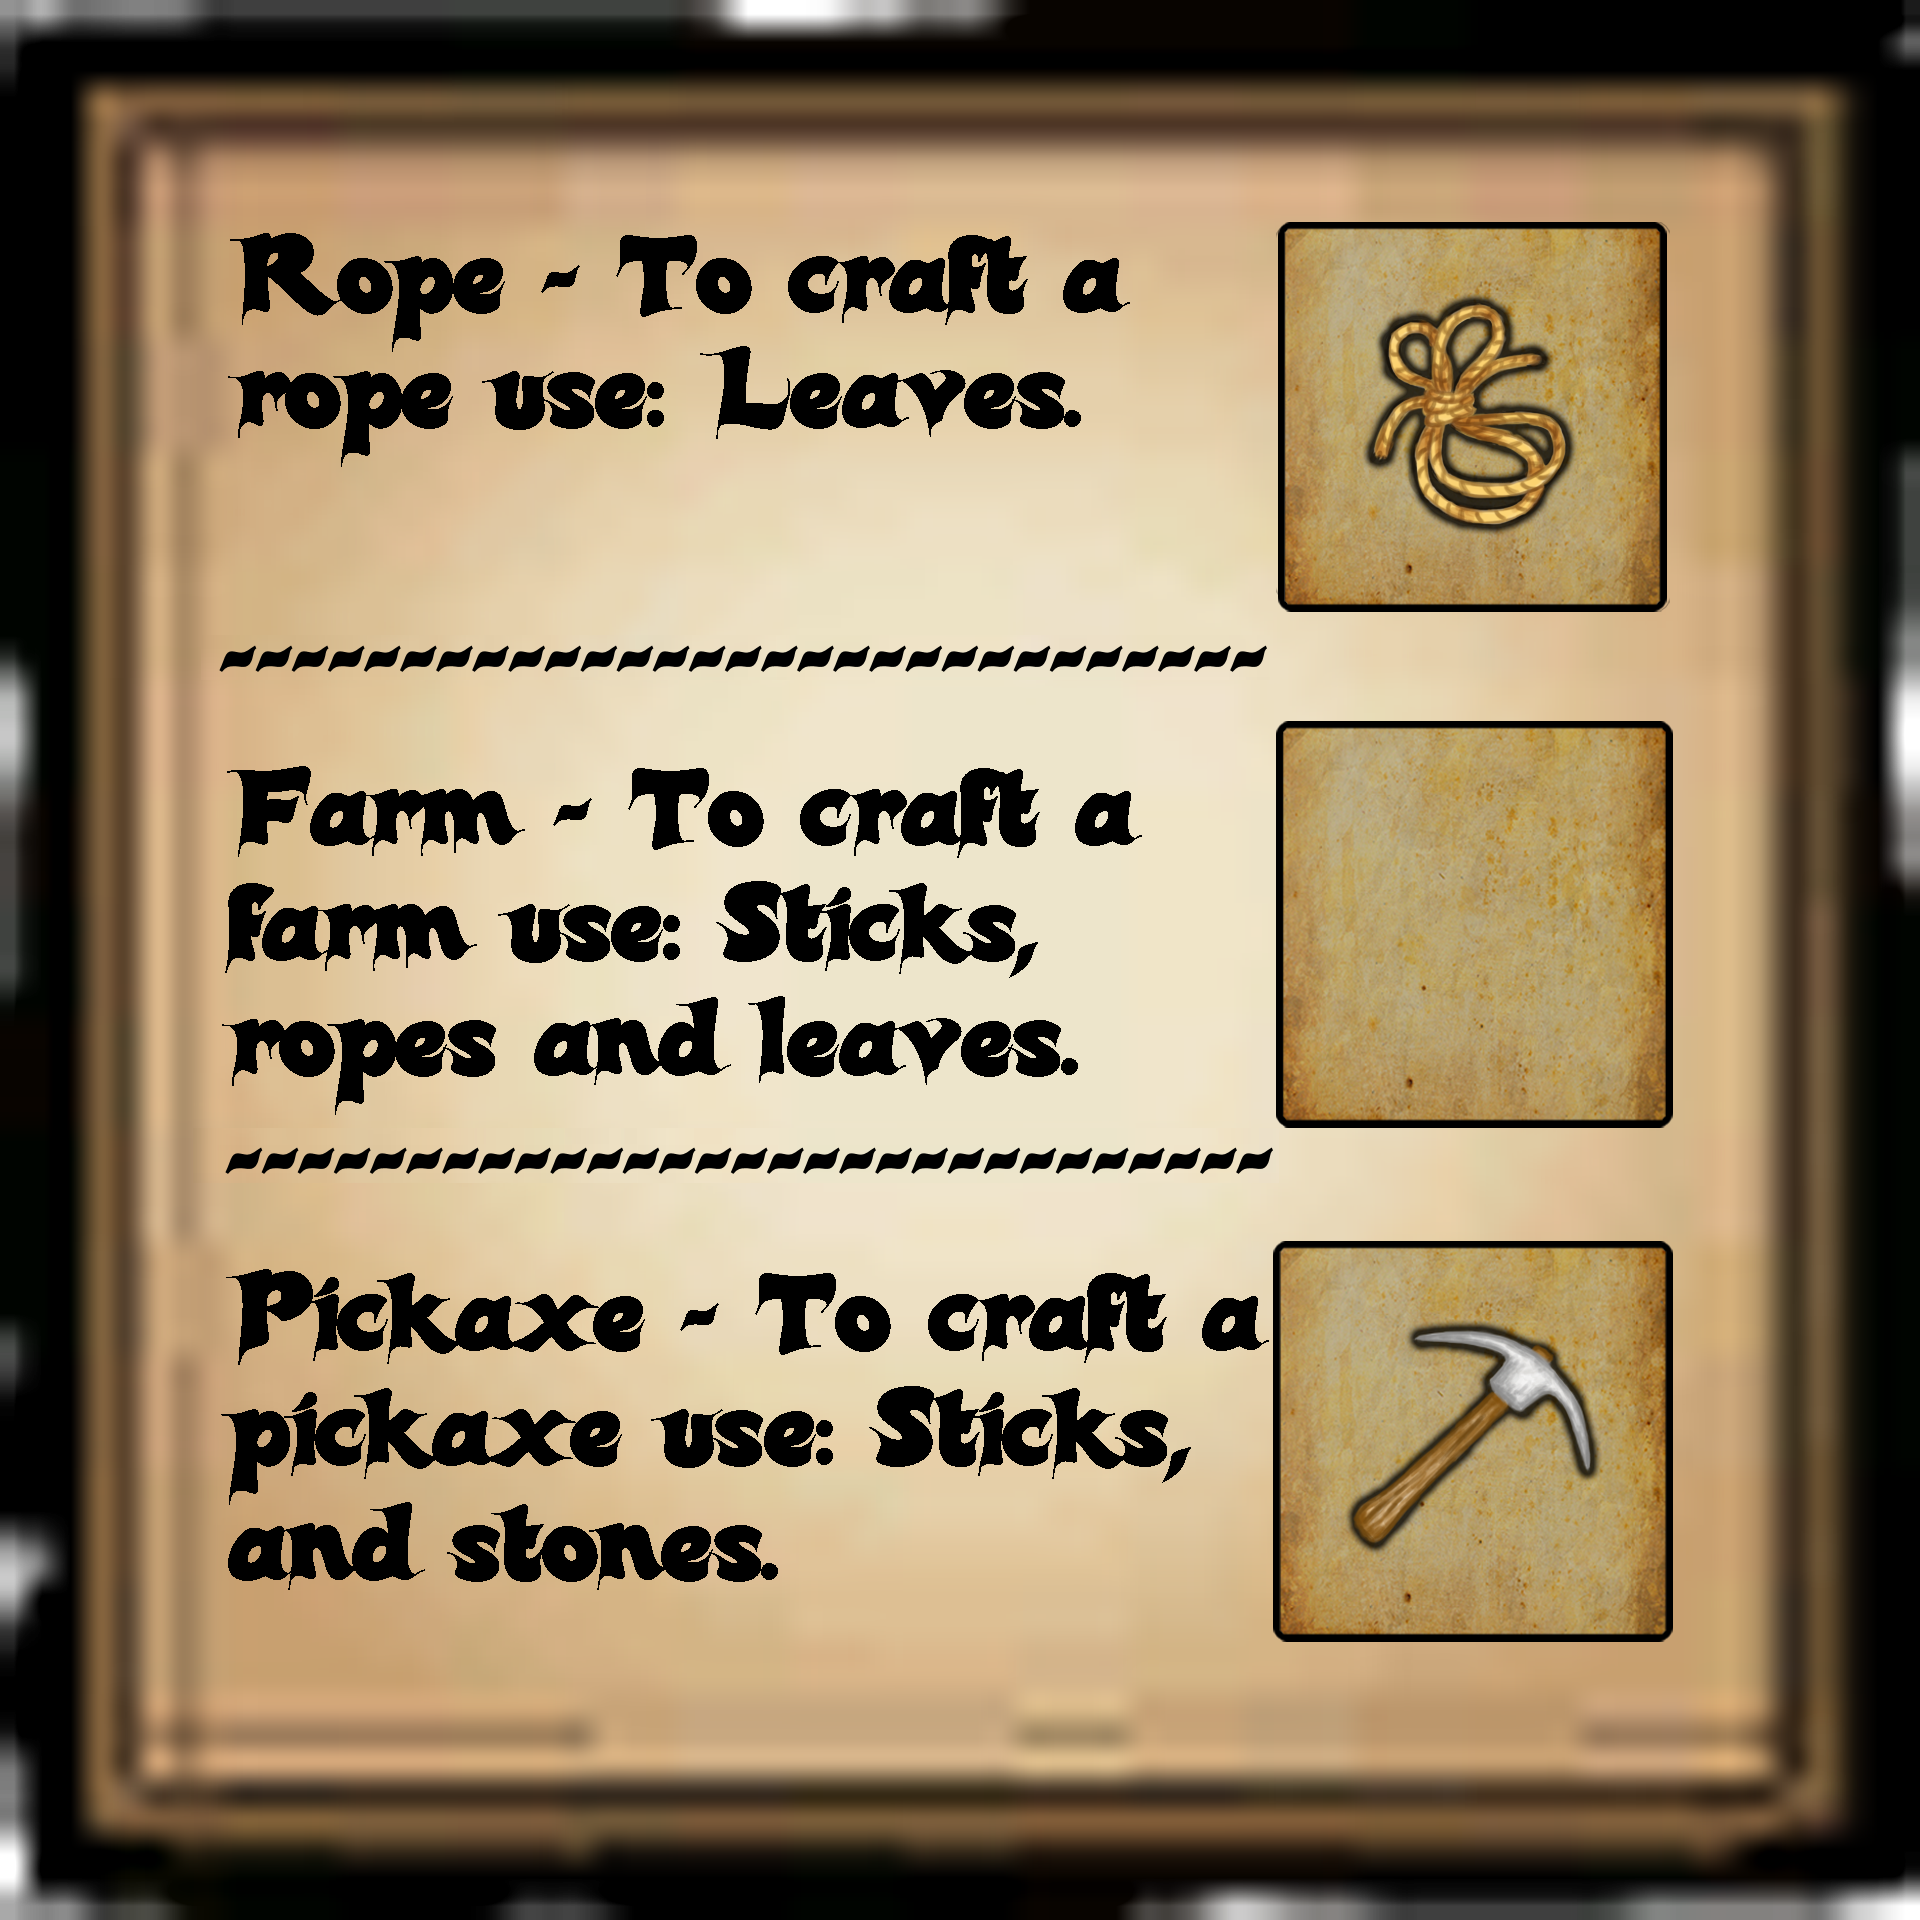 Rope - To craft a
rope use: Leaves.
~~~~~~~~~~~~~~~~~~~~~~~~~~~~~
Farm - To craft a
farm use: Sticks,
ropes and leaves.
~~~~~~~~~~~~~~~~~~~~~~~~~~~~~
Pickaxe - To craft a
pickaxe use: Sticks,
and stones.